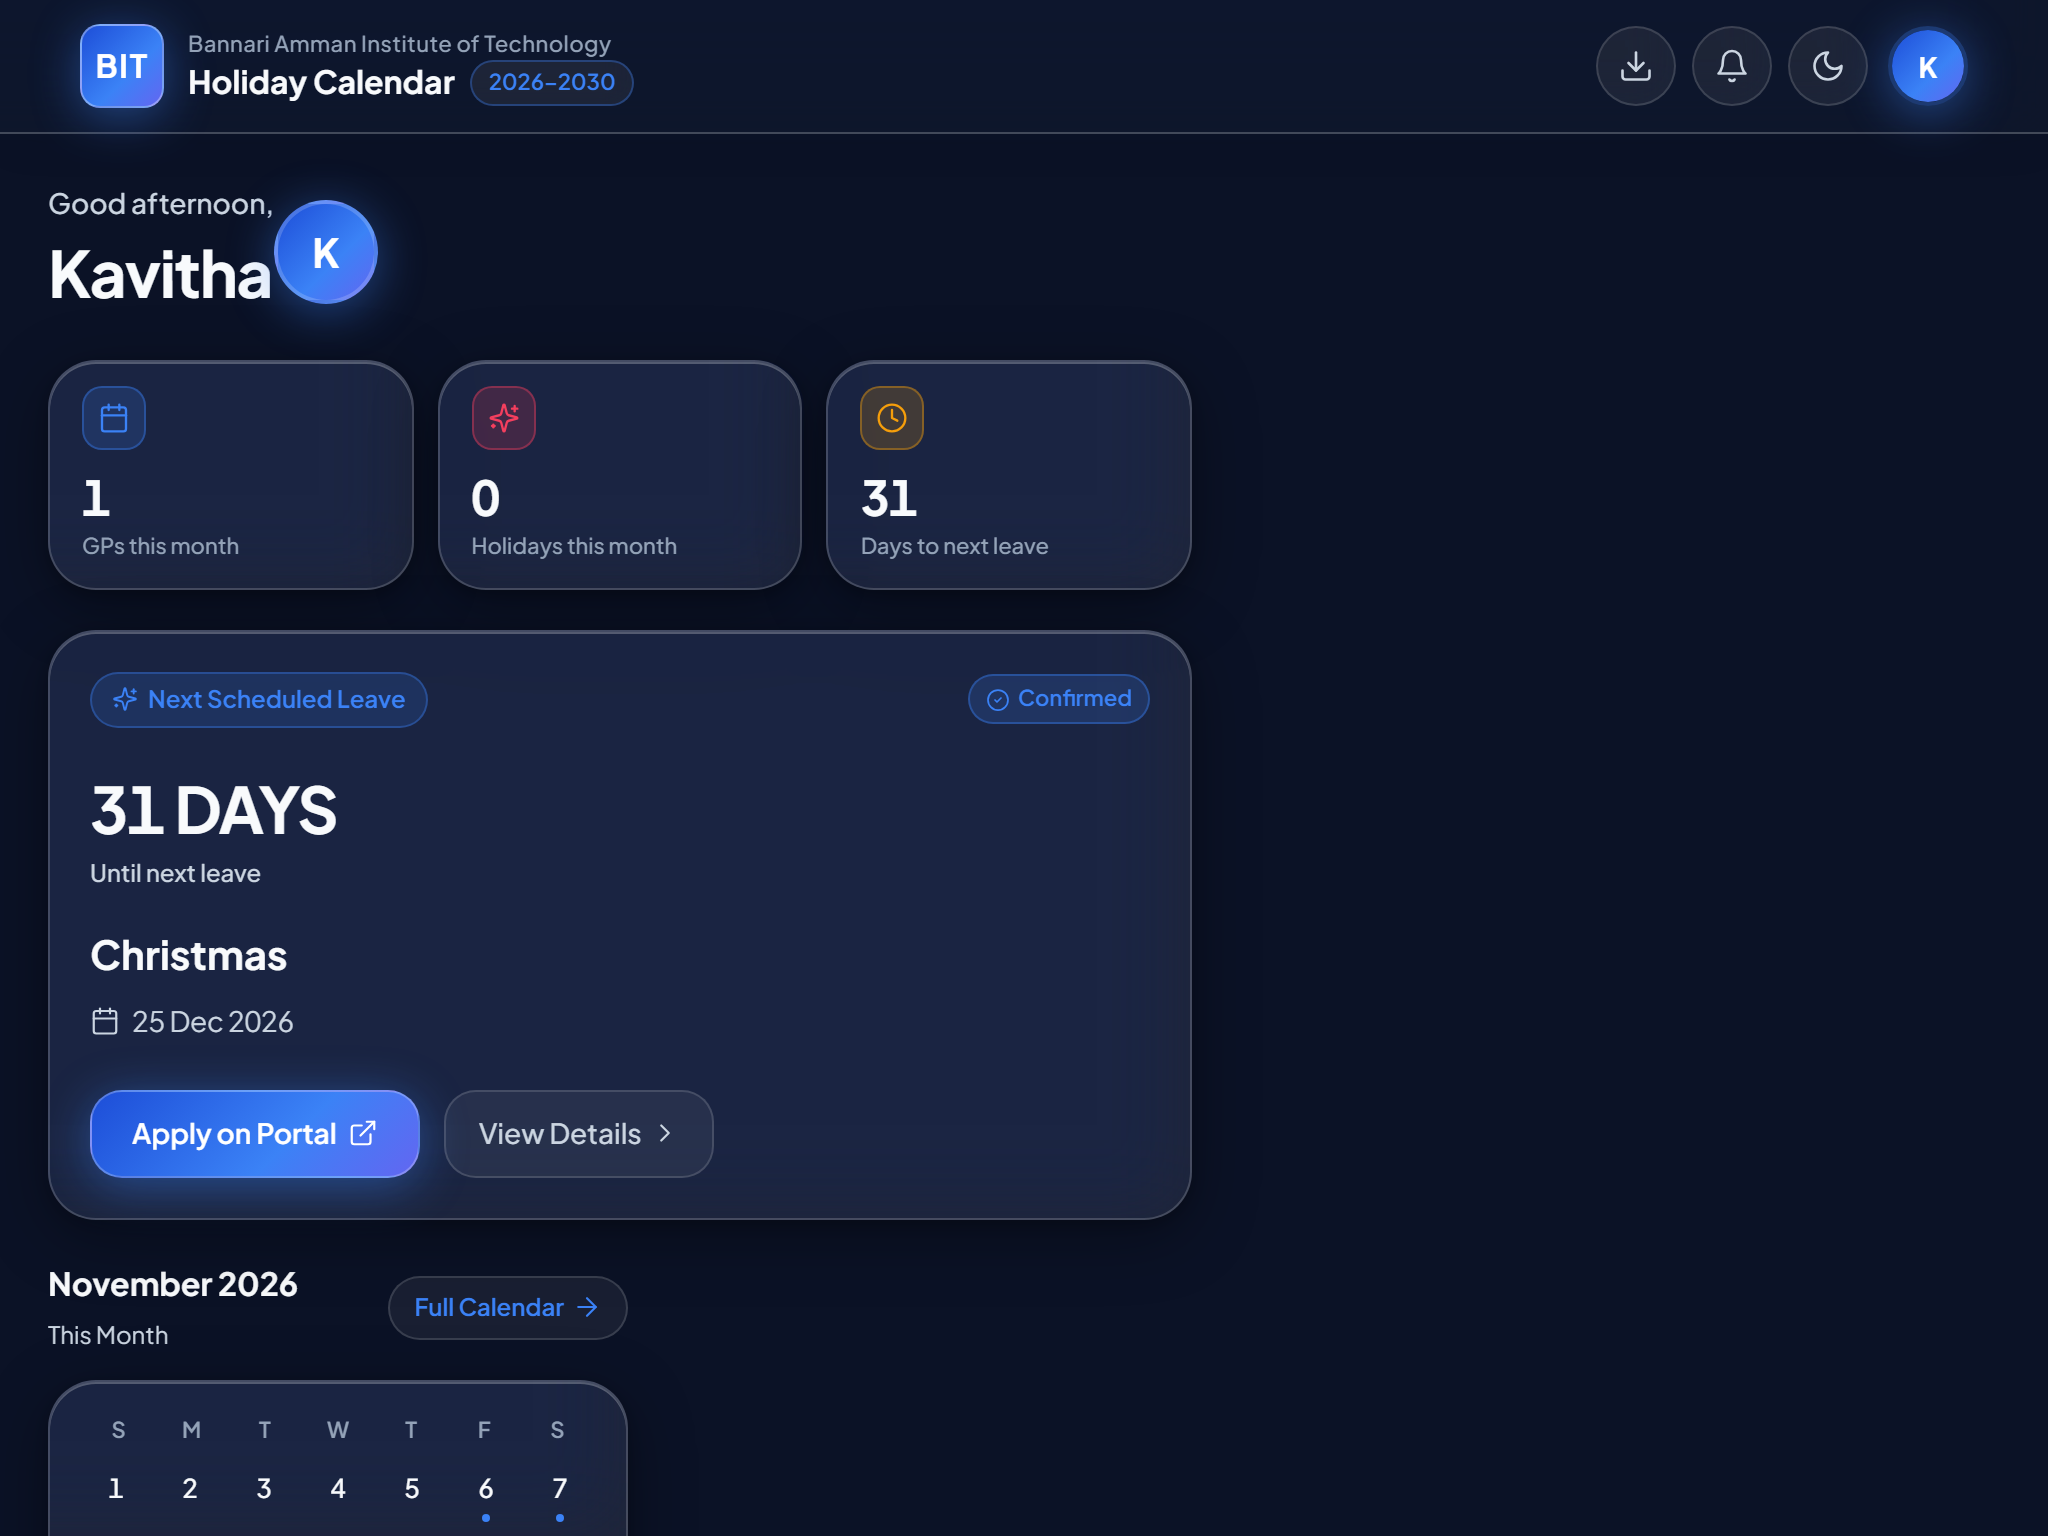 BIT
Bannari Amman Institute of Technology
Holiday Calendar
2026–2030
K
Good afternoon,
Kavitha
K
1
GPs this month
0
Holidays this month
31
Days to next leave
Next Scheduled Leave
Confirmed
31 DAYS
Until next leave
Christmas
25 Dec 2026
Apply on Portal
View Details
November 2026
This Month
Full Calendar
S M T W T F S
1 2 3 4 5 6 7